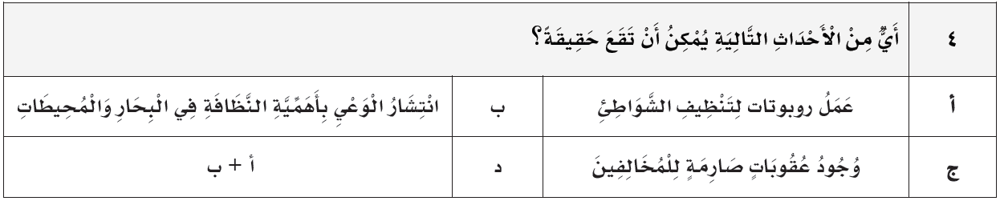 ٤ أَيٌّ مِنْ الْأَحْدَاثِ التَّالِيَةِ يُمْكِنُ أَنْ تَقَعَ حَقِيقَةً؟
أ عَمَلُ روبوتات لِتَنْظِيفِ الشَّوَاطِئِ ب انْتِشَارُ الْوَعْيِ بِأَهَمِّيَّةِ النَّظَافَةِ فِي الْبِحَارِ وَالْمُحِيطَاتِ
ج وُجُودُ عُقُوبَاتٍ صَارِمَةٍ لِلْمُخَالِفِينَ د أ + ب